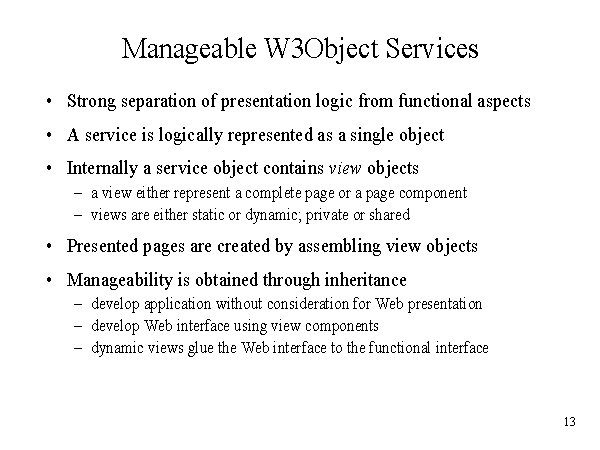 Manageable W3Object Services
• Strong separation of presentation logic from functional aspects
• A service is logically represented as a single object
• Internally a service object contains view objects
– a view either represent a complete page or a page component
– views are either static or dynamic; private or shared
• Presented pages are created by assembling view objects
• Manageability is obtained through inheritance
– develop application without consideration for Web presentation
– develop Web interface using view components
– dynamic views glue the Web interface to the functional interface
13